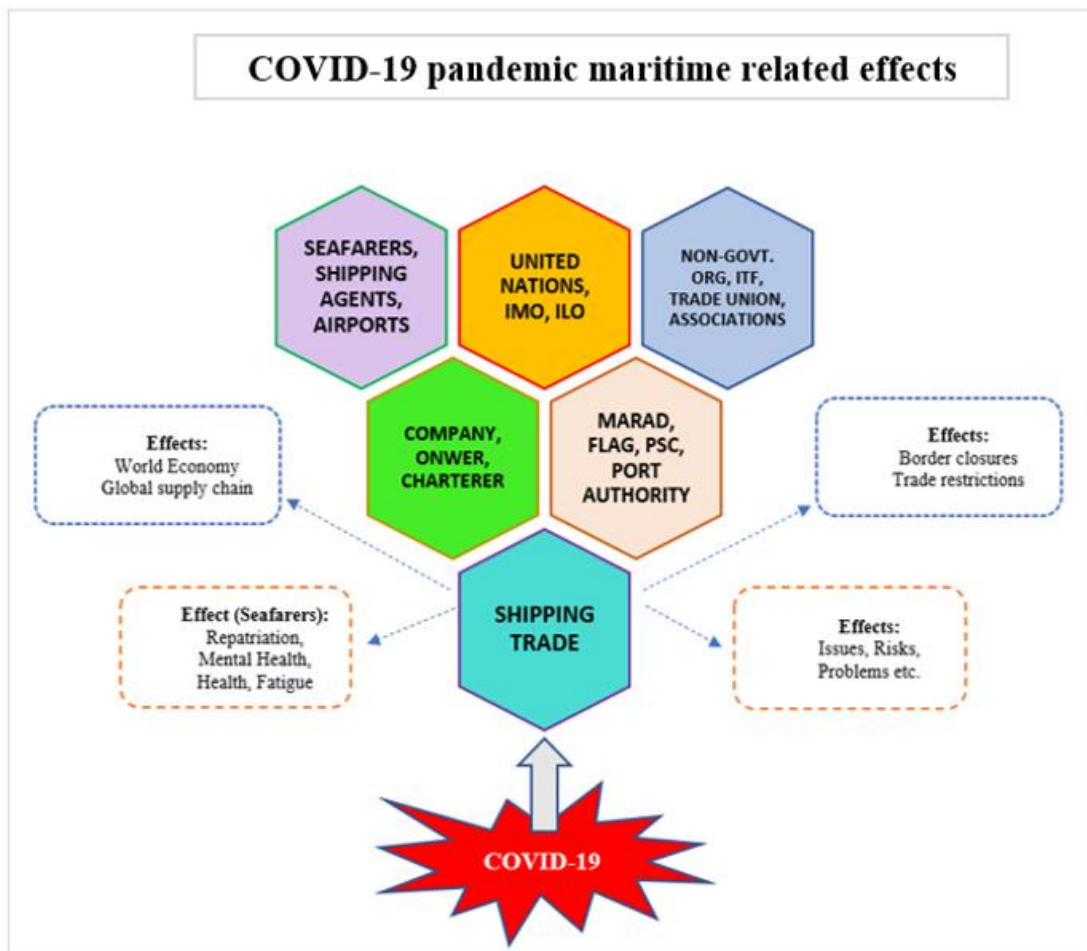 COVID-19 pandemic maritime related effects
SEAFARERS,
SHIPPING
AGENTS,
AIRPORTS
UNITED
NATIONS,
IMO, ILO
NON-GOVT.
ORG, ITF,
TRADE UNION,
ASSOCIATIONS
COMPANY,
ONWER,
CHARTERER
MARAD,
FLAG, PSC,
PORT
AUTHORITY
Effects:
World Economy
Global supply chain
Effects:
Border closures
Trade restrictions
Effect (Seafarers):
Repatriation,
Mental Health,
Health, Fatigue
SHIPPING
TRADE
Effects:
Issues, Risks,
Problems etc.
COVID-19